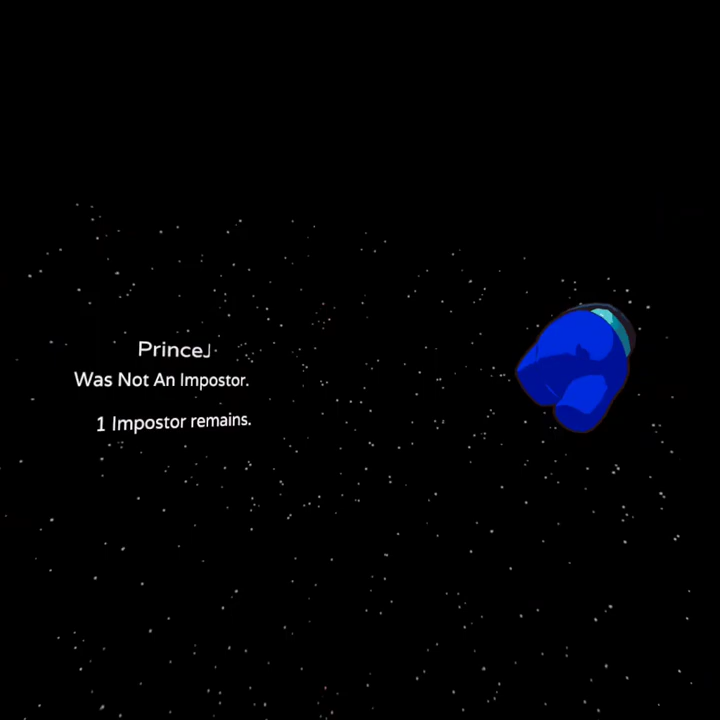 PrinceJ
Was Not An Impostor.
1 Impostor remains.